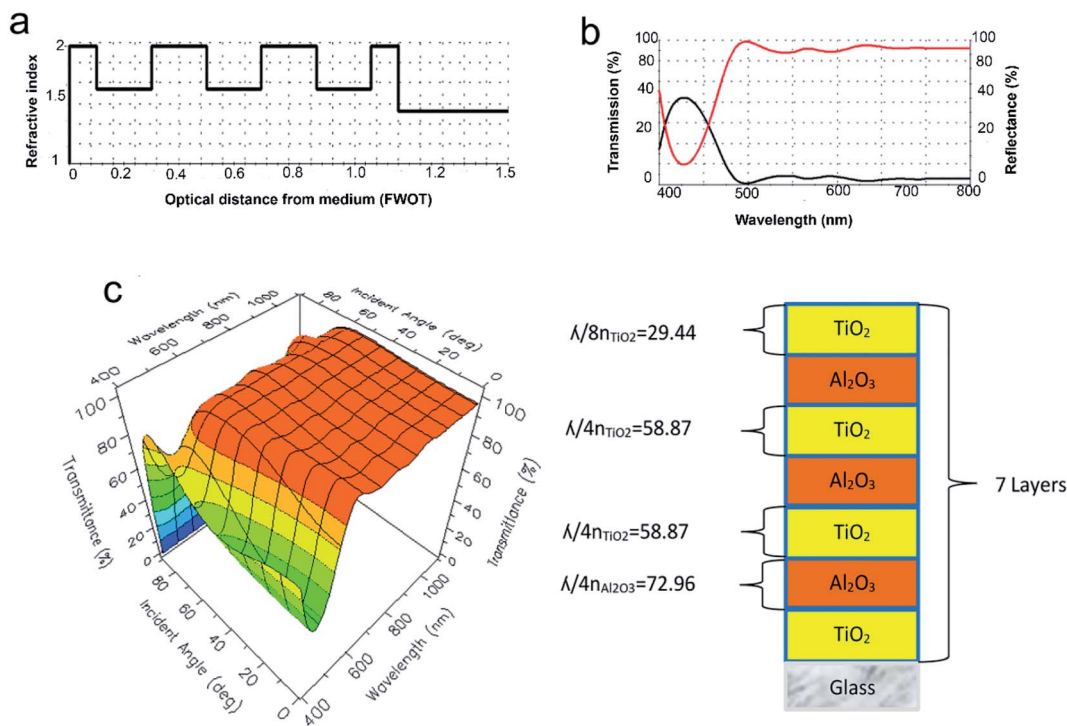 a
Refractive index
2
1.5
1
0 0.2 0.4 0.6 0.8 1.0 1.2 1.5
Optical distance from medium (FWOT)
b
Transmission (%)
100
80
40
20
0
400 500 600 700 800
Wavelength (nm)
100
80
40
20
0
Reflectance (%)
c
Wavelength (nm)
400 600 800 1000
Incident Angle (deg)
80 60 40 20 0
Transmittance (%)
100
80
60
40
20
0
Transmittance (%)
100
80
60
40
20
0
Incident Angle (deg)
80 60 40 20 0
Wavelength (nm)
400 600 800 1000
λ/8nTiO2=29.44
λ/4nTiO2=58.87
λ/4nTiO2=58.87
λ/4nAl2O3=72.96
TiO2
Al2O3
TiO2
Al2O3
TiO2
Al2O3
TiO2
Glass
7 Layers